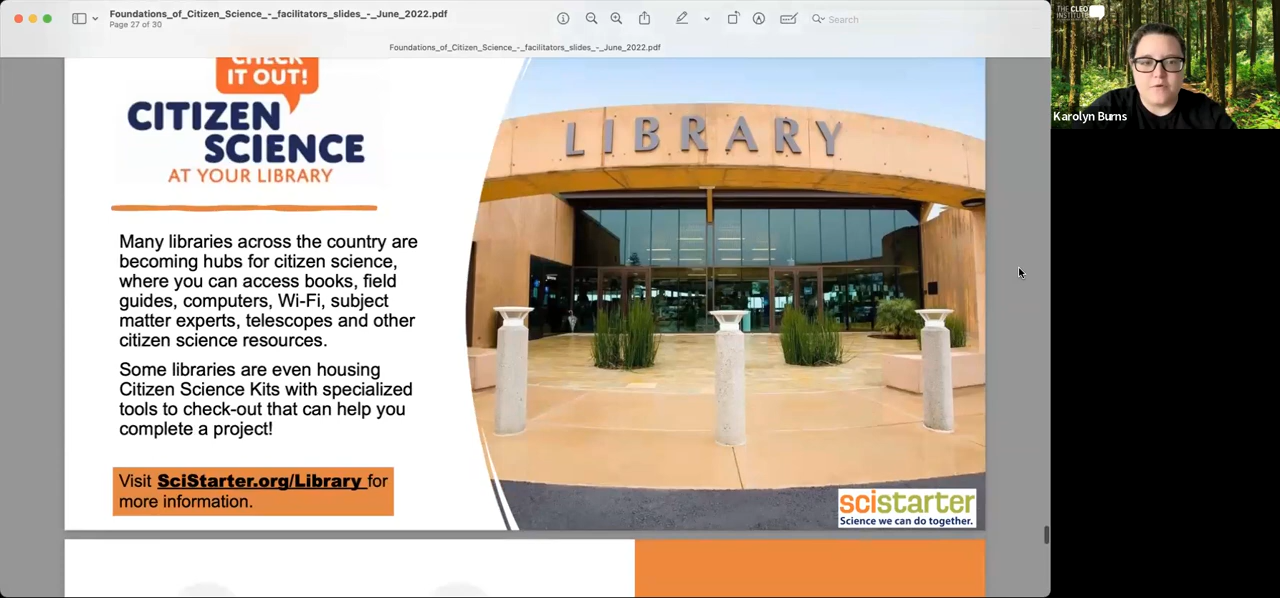 Foundations_of_Citizen_Science_-_facilitators_slides_-_June_2022.pdf
Page 27 of 30
Search
Foundations_of_Citizen_Science_-_facilitators_slides_-_June_2022.pdf
THE CLEO
INSTITUTE
Karolyn Burns
CHECK
IT OUT!
CITIZEN
SCIENCE
AT YOUR LIBRARY
LIBRARY
Many libraries across the country are
becoming hubs for citizen science,
where you can access books, field
guides, computers, Wi-Fi, subject
matter experts, telescopes and other
citizen science resources.
Some libraries are even housing
Citizen Science Kits with specialized
tools to check-out that can help you
complete a project!
Visit SciStarter.org/Library for
more information.
scistarter
Science we can do together.